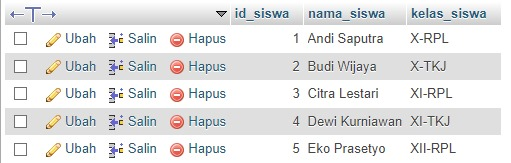 id_siswa nama_siswa kelas_siswa
Ubah Salin Hapus 1 Andi Saputra X-RPL
Ubah Salin Hapus 2 Budi Wijaya X-TKJ
Ubah Salin Hapus 3 Citra Lestari XI-RPL
Ubah Salin Hapus 4 Dewi Kurniawan XI-TKJ
Ubah Salin Hapus 5 Eko Prasetyo XII-RPL